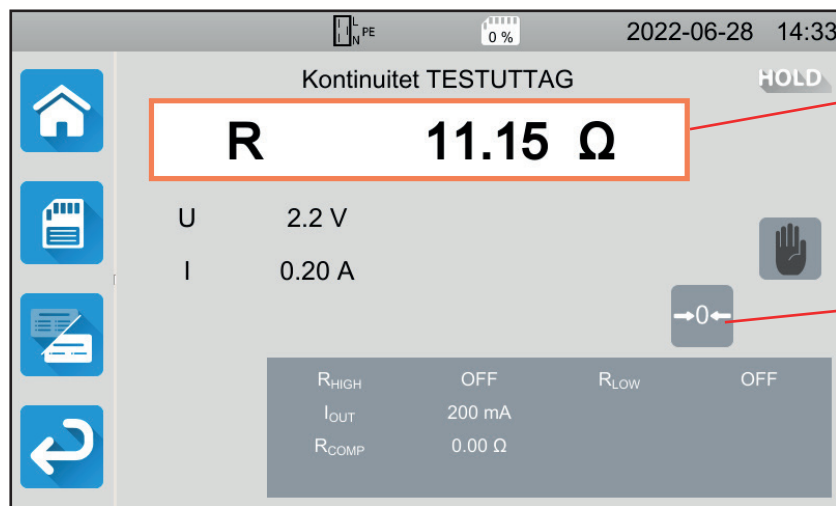 L N PE 0 % 2022-06-28 14:33
Kontinuitet TESTUTTAG HOLD
R 11.15 Ω
U 2.2 V
I 0.20 A
→0←
RHIGH OFF RLOW OFF
IOUT 200 mA
RCOMP 0.00 Ω